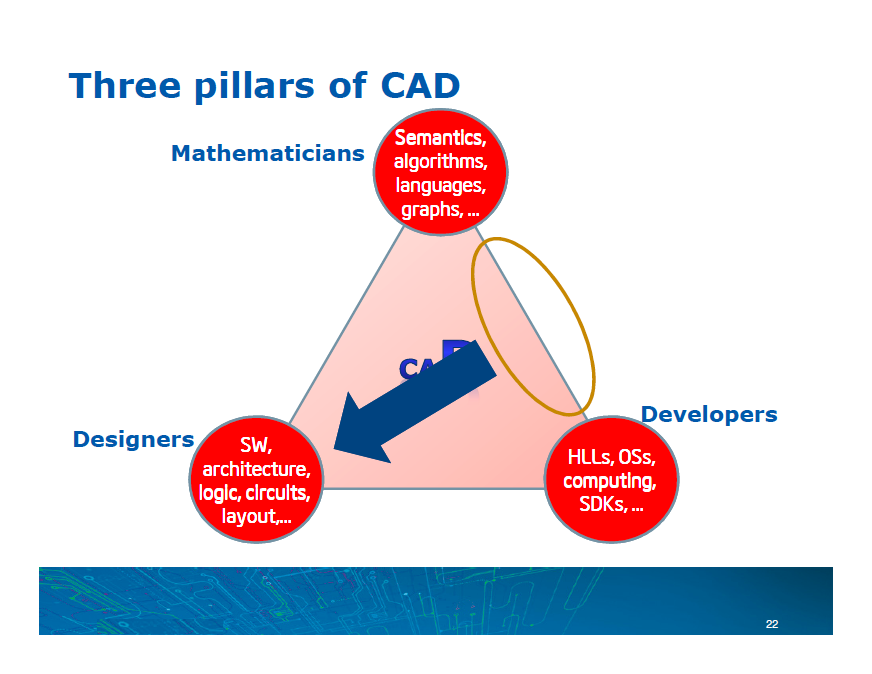 Three pillars of CAD
Mathematicians
Semantics,
algorithms,
languages,
graphs, ...
Designers
SW,
architecture,
logic, circuits,
layout,...
Developers
HLLs, OSs,
computing,
SDKs, ...
22